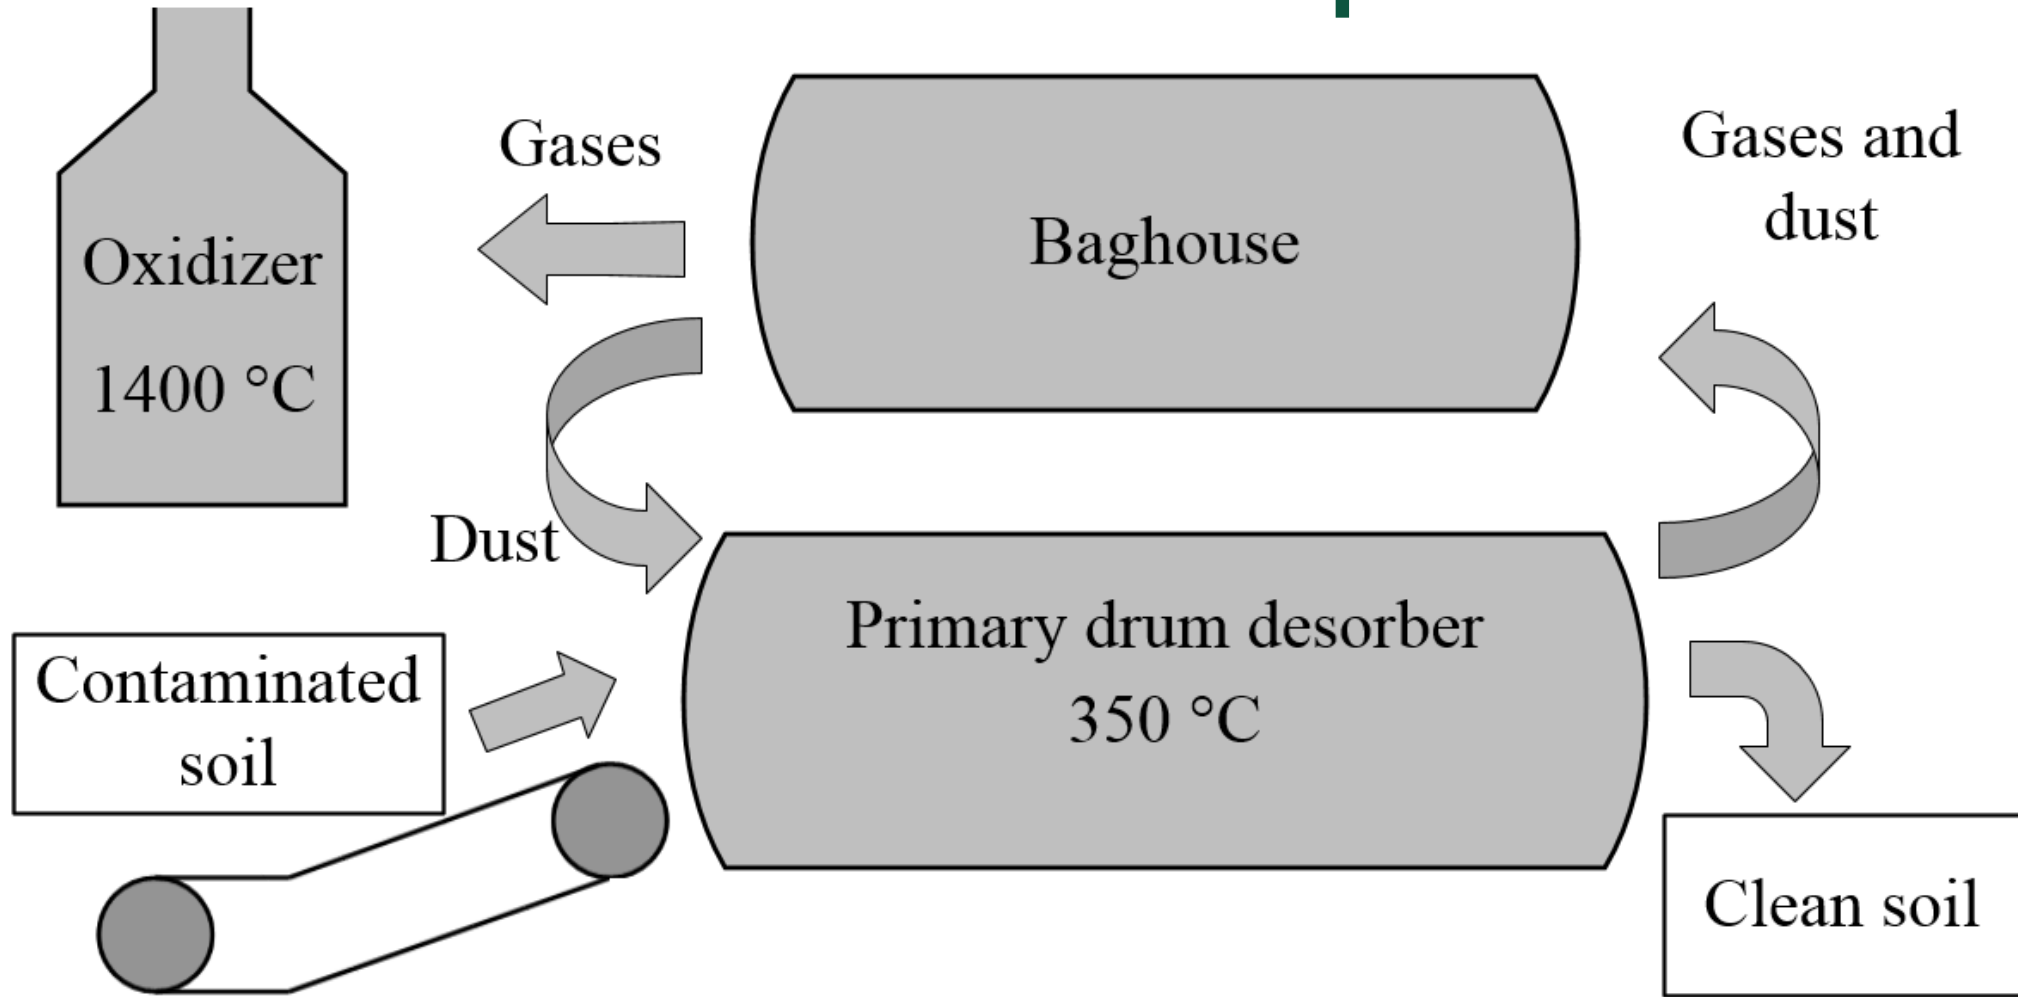 Gases
Gases and
dust
Baghouse
Oxidizer
1400 °C
Dust
Primary drum desorber
350 °C
Contaminated
soil
Clean soil